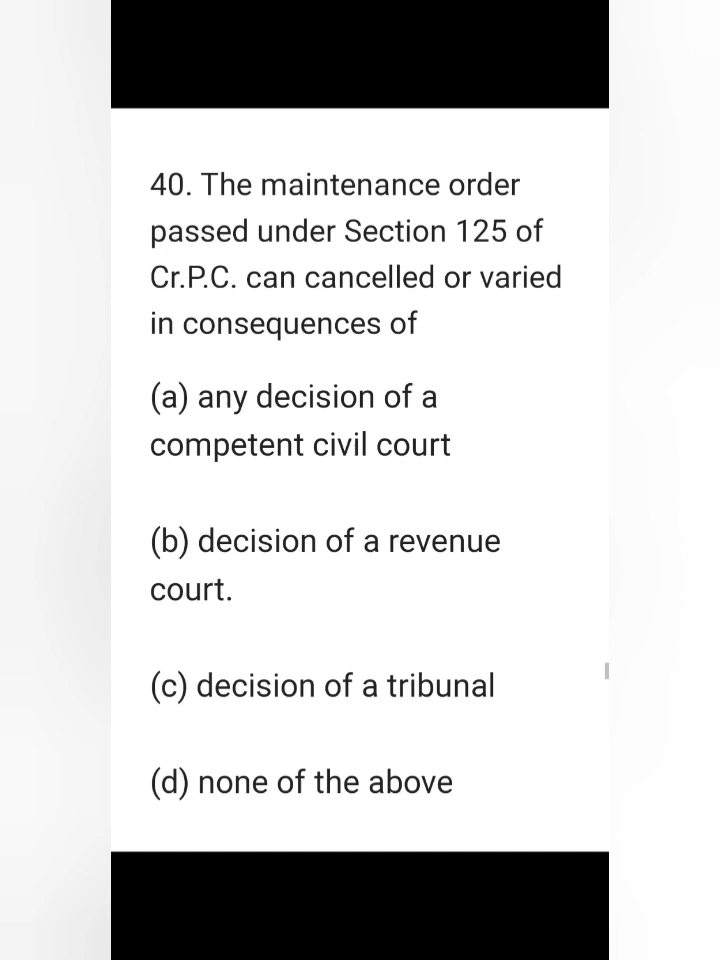 40. The maintenance order
passed under Section 125 of
Cr.P.C. can cancelled or varied
in consequences of
(a) any decision of a
competent civil court
(b) decision of a revenue
court.
(c) decision of a tribunal
(d) none of the above